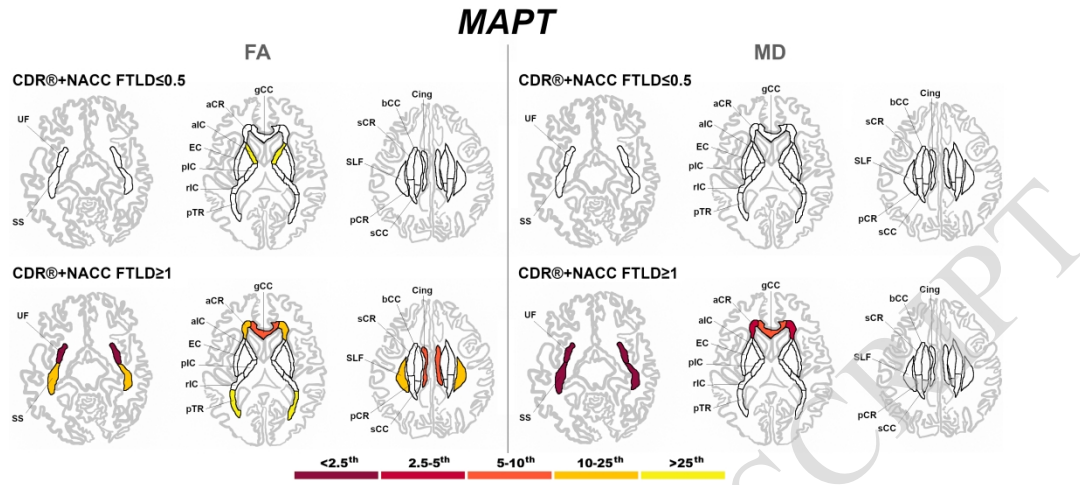 MAPT
FA
MD
CDR®+NACC FTLD≤0.5
UF
SS
aCR
gCC
aIC
EC
pIC
rIC
pTR
Cing
bCC
sCR
SLF
pCR
sCC
CDR®+NACC FTLD≤0.5
UF
SS
aCR
gCC
aIC
EC
pIC
rIC
pTR
Cing
bCC
sCR
SLF
pCR
sCC
CDR®+NACC FTLD≥1
UF
SS
gCC
aCR
aIC
EC
pIC
rIC
pTR
Cing
bCC
sCR
SLF
pCR
sCC
CDR®+NACC FTLD≥1
UF
SS
gCC
aCR
aIC
EC
pIC
rIC
pTR
Cing
bCC
sCR
SLF
pCR
sCC
<2.5th 2.5-5th 5-10th 10-25th >25th
CCRIPT